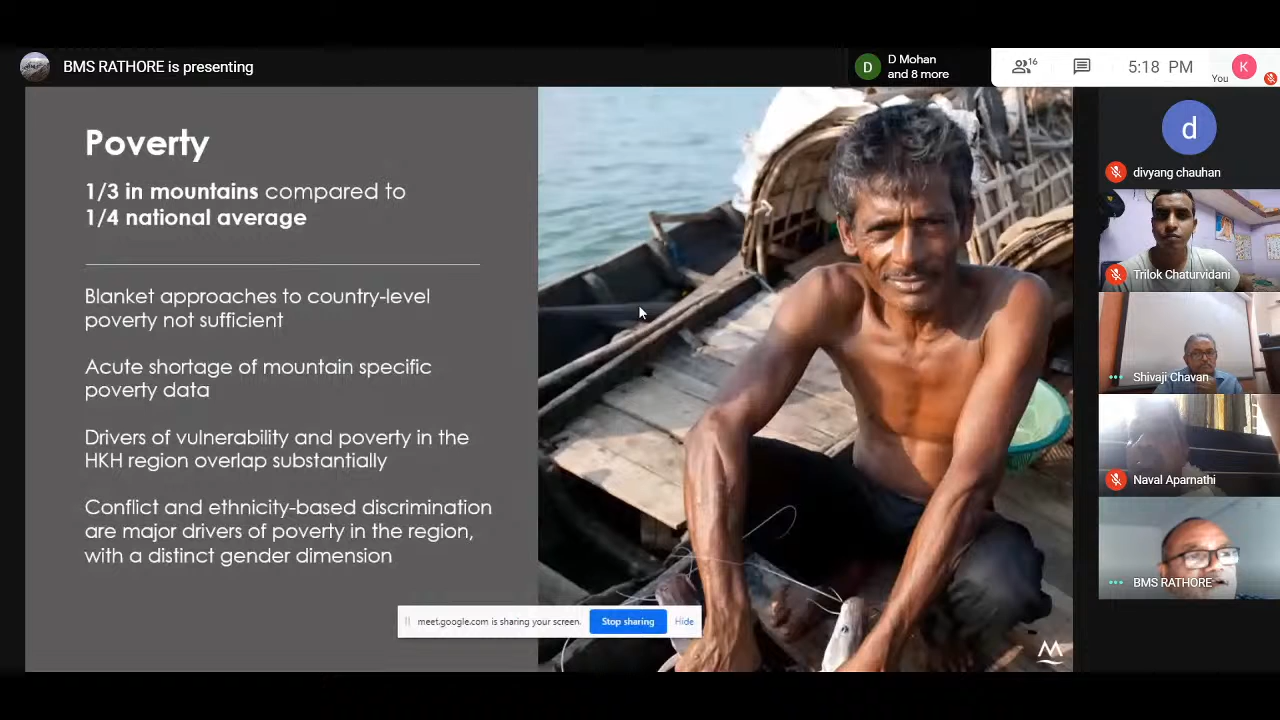 BMS RATHORE is presenting
D
D Mohan
and 8 more
16
5:18 PM
You
K
Poverty
1/3 in mountains compared to
1/4 national average
Blanket approaches to country-level
poverty not sufficient
Acute shortage of mountain specific
poverty data
Drivers of vulnerability and poverty in the
HKH region overlap substantially
Conflict and ethnicity-based discrimination
are major drivers of poverty in the region,
with a distinct gender dimension
meet.google.com is sharing your screen.
Stop sharing
Hide
d
divyang chauhan
Trilok Chaturvidani
Shivaji Chavan
Naval Aparnathi
BMS RATHORE